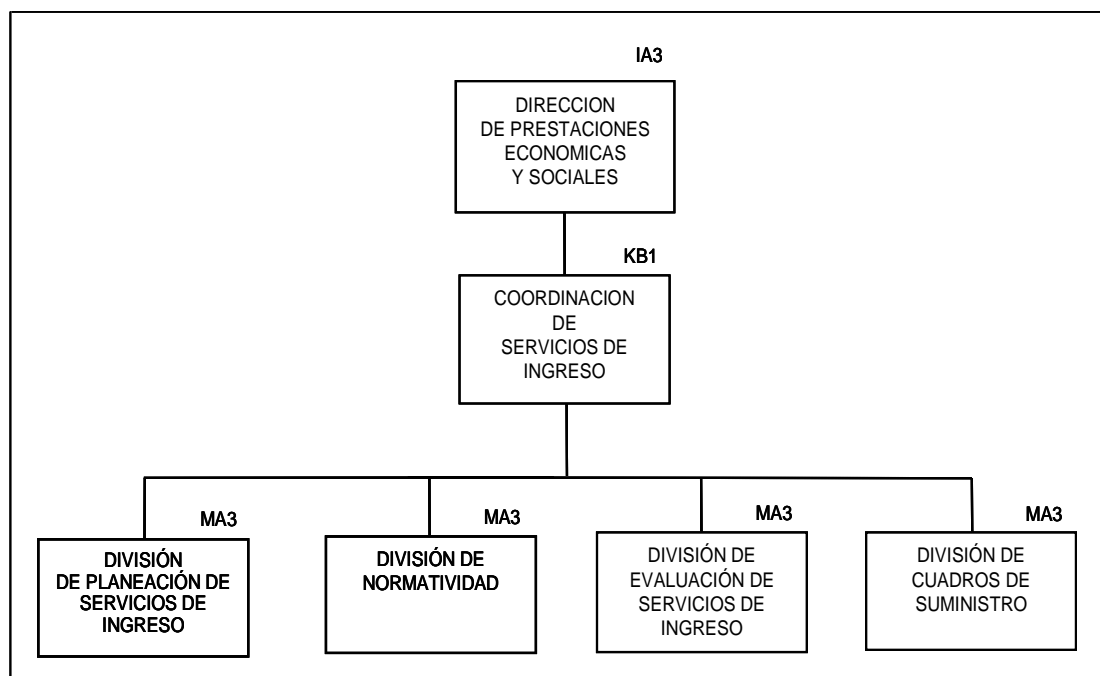 IA3
DIRECCION
DE PRESTACIONES
ECONOMICAS
Y SOCIALES
KB1
COORDINACION
DE
SERVICIOS DE
INGRESO
MA3
DIVISIÓN
DE PLANEACIÓN DE
SERVICIOS DE
INGRESO
MA3
DIVISIÓN DE
NORMATIVIDAD
MA3
DIVISIÓN DE
EVALUACIÓN DE
SERVICIOS DE
INGRESO
MA3
DIVISIÓN DE
CUADROS DE
SUMINISTRO